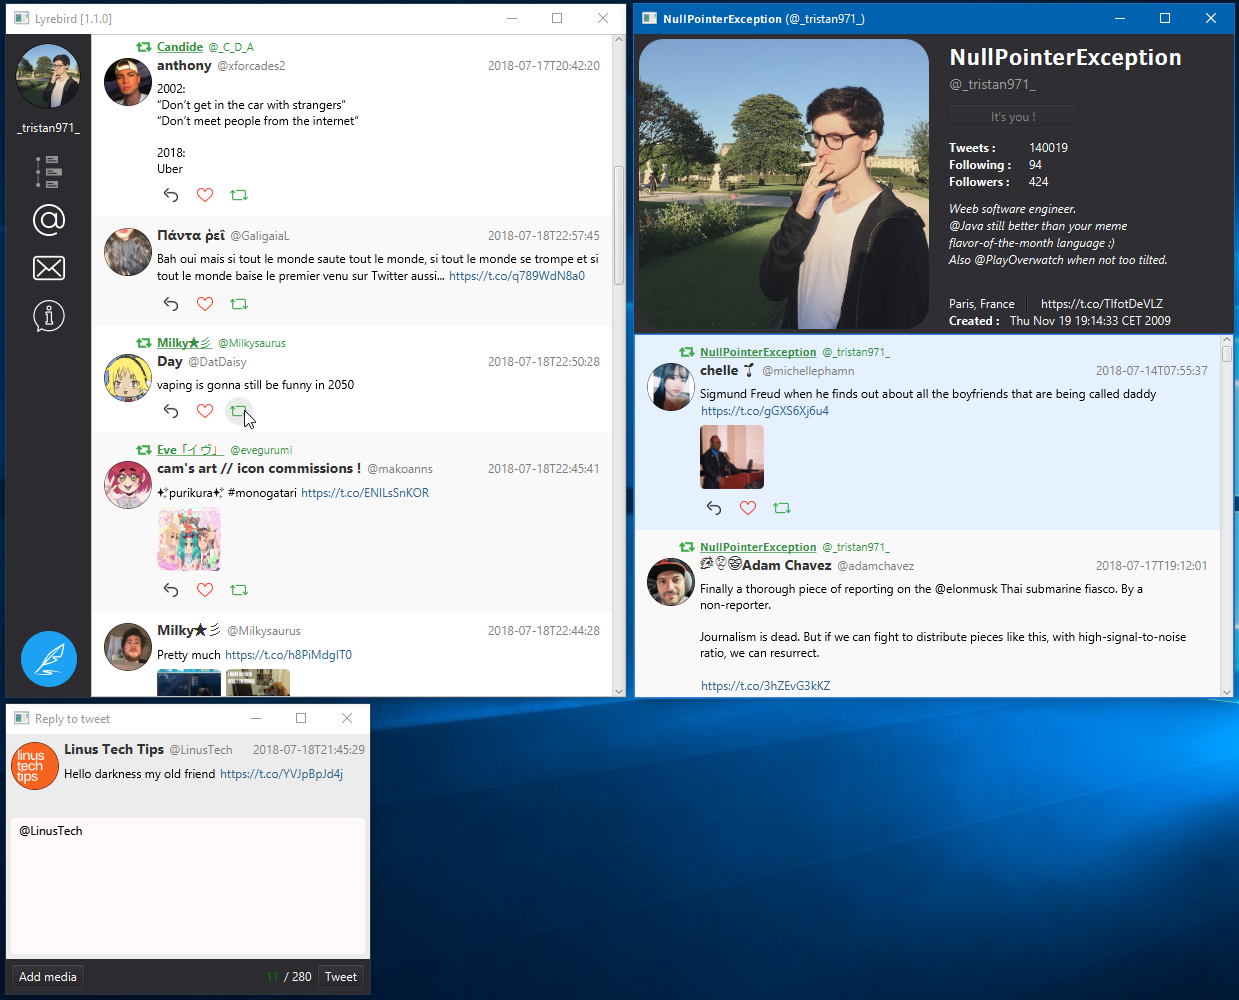 Lyrebird [1.1.0]
_tristan971_
Candide @_C_D_A
anthony @xforcades2 2018-07-17T20:42:20
2002:
“Don’t get in the car with strangers”
“Don’t meet people from the internet”
2018:
Uber
Πάντα ῥεῖ @GaligaiaL 2018-07-18T22:57:45
Bah oui mais si tout le monde saute tout le monde, si tout le monde se trompe et si
tout le monde baise le premier venu sur Twitter aussi... https://t.co/q789WdN8a0
Milky★彡 @Milkysaurus
Day @DatDaisy 2018-07-18T22:50:28
vaping is gonna still be funny in 2050
Eve「イヴ」 @evegurumi
cam's art // icon commissions ! @makoanns 2018-07-18T22:45:41
✨purikura✨ #monogatari https://t.co/ENlLsSnKOR
Milky★彡 @Milkysaurus 2018-07-18T22:44:28
Pretty much https://t.co/h8PiMdglT0
NullPointerException (@_tristan971_)
NullPointerException
@_tristan971_
It's you !
Tweets : 140019
Following : 94
Followers : 424
Weeb software engineer.
@Java still better than your meme
flavor-of-the-month language :)
Also @PlayOverwatch when not too tilted.
Paris, France https://t.co/TlfotDeVLZ
Created : Thu Nov 19 19:14:33 CET 2009
NullPointerException @_tristan971_
chelle @michellephamn 2018-07-14T07:55:37
Sigmund Freud when he finds out about all the boyfriends that are being called daddy
https://t.co/gGXS6Xj6u4
NullPointerException @_tristan971_
Adam Chavez @adamchavez 2018-07-17T19:12:01
Finally a thorough piece of reporting on the @elonmusk Thai submarine fiasco. By a
non-reporter.
Journalism is dead. But if we can fight to distribute pieces like this, with high-signal-to-noise
ratio, we can resurrect.
https://t.co/3hZEvG3kKZ
Reply to tweet
linus
tech
tips
Linus Tech Tips @LinusTech 2018-07-18T21:45:29
Hello darkness my old friend https://t.co/YVJpBpJd4j
@LinusTech
Add media 11 / 280 Tweet